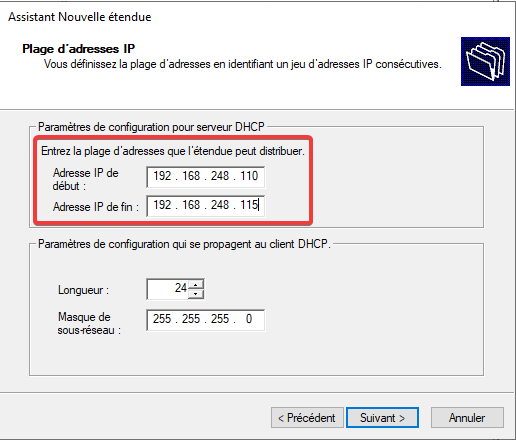 Assistant Nouvelle étendue
Plage d'adresses IP
Vous définissez la plage d'adresses en identifiant un jeu d'adresses IP consécutives.
Paramètres de configuration pour serveur DHCP
Entrez la plage d'adresses que l'étendue peut distribuer.
Adresse IP de début :
192 . 168 . 248 . 110
Adresse IP de fin :
192 . 168 . 248 . 115
Paramètres de configuration qui se propagent au client DHCP.
Longueur :
24
Masque de sous-réseau :
255 . 255 . 255 . 0
< Précédent
Suivant >
Annuler